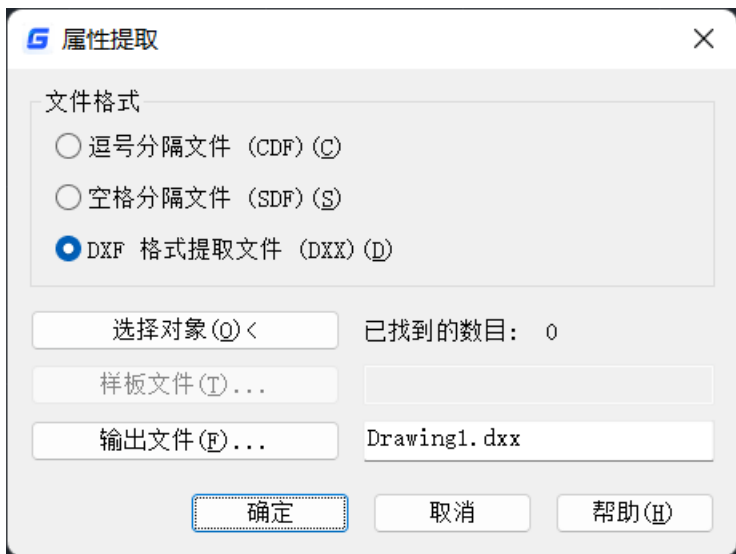 属性提取
文件格式
逗号分隔文件 (CDF)(C)
空格分隔文件 (SDF)(S)
DXF 格式提取文件 (DXX)(D)
选择对象(O)< 已找到的数目: 0
样板文件(T)...
输出文件(F)... Drawing1.dxx
确定 取消 帮助(H)